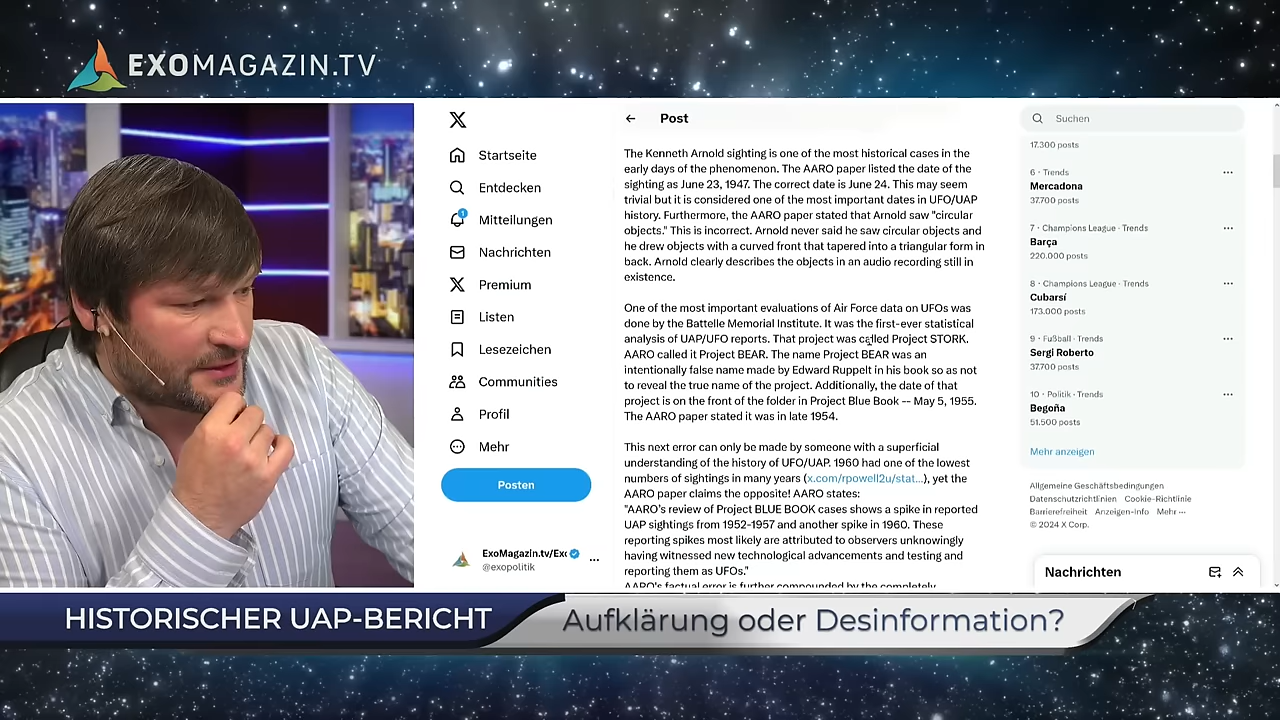 EXOMAGAZIN.TV
Startseite
Entdecken
1
Mitteilungen
Nachrichten
Premium
Listen
Lesezeichen
Communities
Profil
Mehr
Posten
ExoMagazin.tv/Exc
@exopolitik
Post
The Kenneth Arnold sighting is one of the most historical cases in the
early days of the phenomenon. The AARO paper listed the date of the
sighting as June 23, 1947. The correct date is June 24. This may seem
trivial but it is considered one of the most important dates in UFO/UAP
history. Furthermore, the AARO paper stated that Arnold saw "circular
objects." This is incorrect. Arnold never said he saw circular objects and
he drew objects with a curved front that tapered into a triangular form in
back. Arnold clearly describes the objects in an audio recording still in
existence.
One of the most important evaluations of Air Force data on UFOs was
done by the Battelle Memorial Institute. It was the first-ever statistical
analysis of UAP/UFO reports. That project was called Project STORK.
AARO called it Project BEAR. The name Project BEAR was an
intentionally false name made by Edward Ruppelt in his book so as not
to reveal the true name of the project. Additionally, the date of that
project is on the front of the folder in Project Blue Book -- May 5, 1955.
The AARO paper stated it was in late 1954.
This next error can only be made by someone with a superficial
understanding of the history of UFO/UAP. 1960 had one of the lowest
numbers of sightings in many years (x.com/rpowell2u/stat...), yet the
AARO paper claims the opposite! AARO states:
"AARO's review of Project BLUE BOOK cases shows a spike in reported
UAP sightings from 1952-1957 and another spike in 1960. These
reporting spikes most likely are attributed to observers unknowingly
having witnessed new technological advancements and testing and
reporting them as UFOs."
AARO's factual error is further compounded by the completely
Suchen
17.300 posts
6 · Trends
Mercadona
37.700 posts
7 · Champions League · Trends
Barça
220.000 posts
8 · Champions League · Trends
Cubarsí
173.000 posts
9 · Fußball · Trends
Sergi Roberto
37.700 posts
10 · Politik · Trends
Begoña
51.500 posts
Mehr anzeigen
Allgemeine Geschäftsbedingungen
Datenschutzrichtlinien Cookie-Richtlinie
Barrierefreiheit Anzeigen-Info Mehr ···
© 2024 X Corp.
Nachrichten
HISTORISCHER UAP-BERICHT
Aufklärung oder Desinformation?